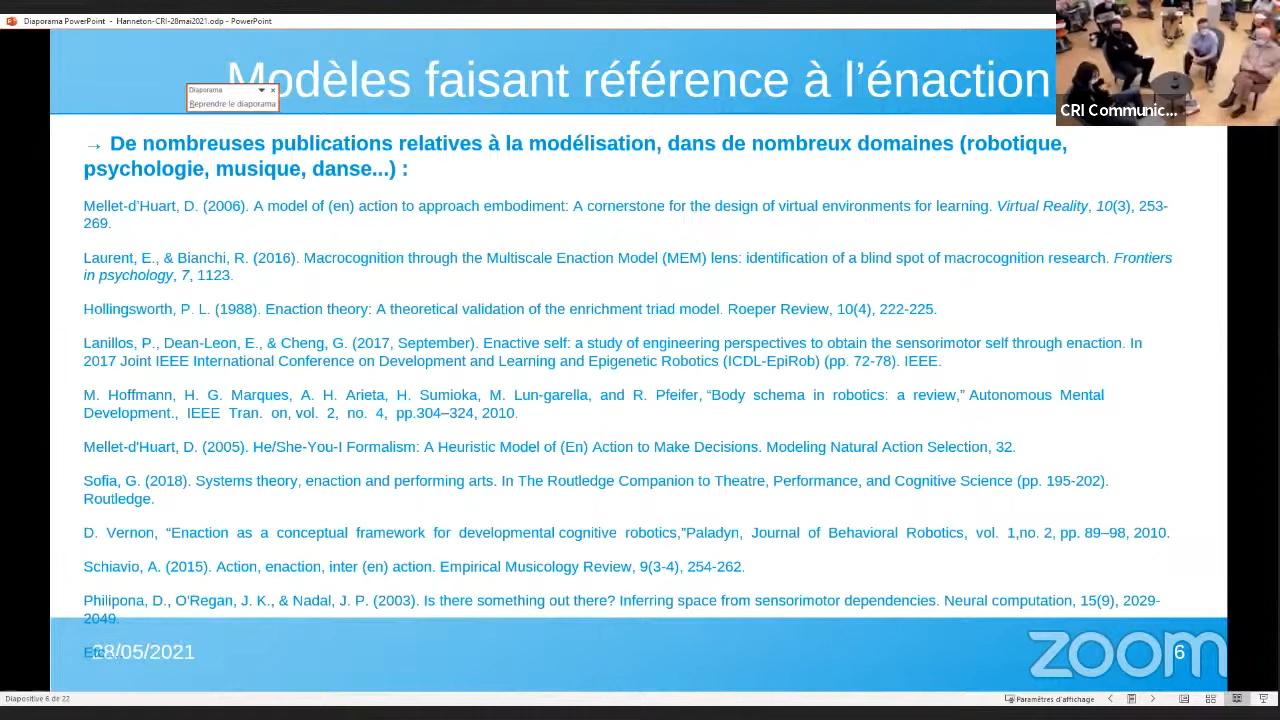 Diaporama PowerPoint - Hanneton-CRI-28mai2021.odp - PowerPoint
Modèles faisant référence à l’énaction
Diaporama
Reprendre le diaporama
CRI Communic...
→ De nombreuses publications relatives à la modélisation, dans de nombreux domaines (robotique,
psychologie, musique, danse...) :
Mellet-d’Huart, D. (2006). A model of (en) action to approach embodiment: A cornerstone for the design of virtual environments for learning. Virtual Reality, 10(3), 253-
269.
Laurent, E., & Bianchi, R. (2016). Macrocognition through the Multiscale Enaction Model (MEM) lens: identification of a blind spot of macrocognition research. Frontiers
in psychology, 7, 1123.
Hollingsworth, P. L. (1988). Enaction theory: A theoretical validation of the enrichment triad model. Roeper Review, 10(4), 222-225.
Lanillos, P., Dean-Leon, E., & Cheng, G. (2017, September). Enactive self: a study of engineering perspectives to obtain the sensorimotor self through enaction. In
2017 Joint IEEE International Conference on Development and Learning and Epigenetic Robotics (ICDL-EpiRob) (pp. 72-78). IEEE.
M. Hoffmann, H. G. Marques, A. H. Arieta, H. Sumioka, M. Lun-garella, and R. Pfeifer, “Body schema in robotics: a review,” Autonomous Mental
Development., IEEE Tran. on, vol. 2, no. 4, pp.304–324, 2010.
Mellet-d'Huart, D. (2005). He/She-You-I Formalism: A Heuristic Model of (En) Action to Make Decisions. Modeling Natural Action Selection, 32.
Sofia, G. (2018). Systems theory, enaction and performing arts. In The Routledge Companion to Theatre, Performance, and Cognitive Science (pp. 195-202).
Routledge.
D. Vernon, “Enaction as a conceptual framework for developmental cognitive robotics,”Paladyn, Journal of Behavioral Robotics, vol. 1,no. 2, pp. 89–98, 2010.
Schiavio, A. (2015). Action, enaction, inter (en) action. Empirical Musicology Review, 9(3-4), 254-262.
Philipona, D., O'Regan, J. K., & Nadal, J. P. (2003). Is there something out there? Inferring space from sensorimotor dependencies. Neural computation, 15(9), 2029-
2049.
28/05/2021
zoom
6
Diapositive 6 de 22
Paramètres d'affichage